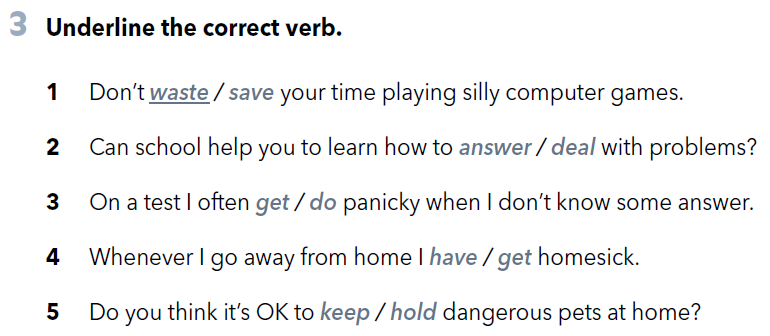 3 Underline the correct verb.
1 Don't waste / save your time playing silly computer games.
2 Can school help you to learn how to answer / deal with problems?
3 On a test I often get / do panicky when I don't know some answer.
4 Whenever I go away from home I have / get homesick.
5 Do you think it's OK to keep / hold dangerous pets at home?